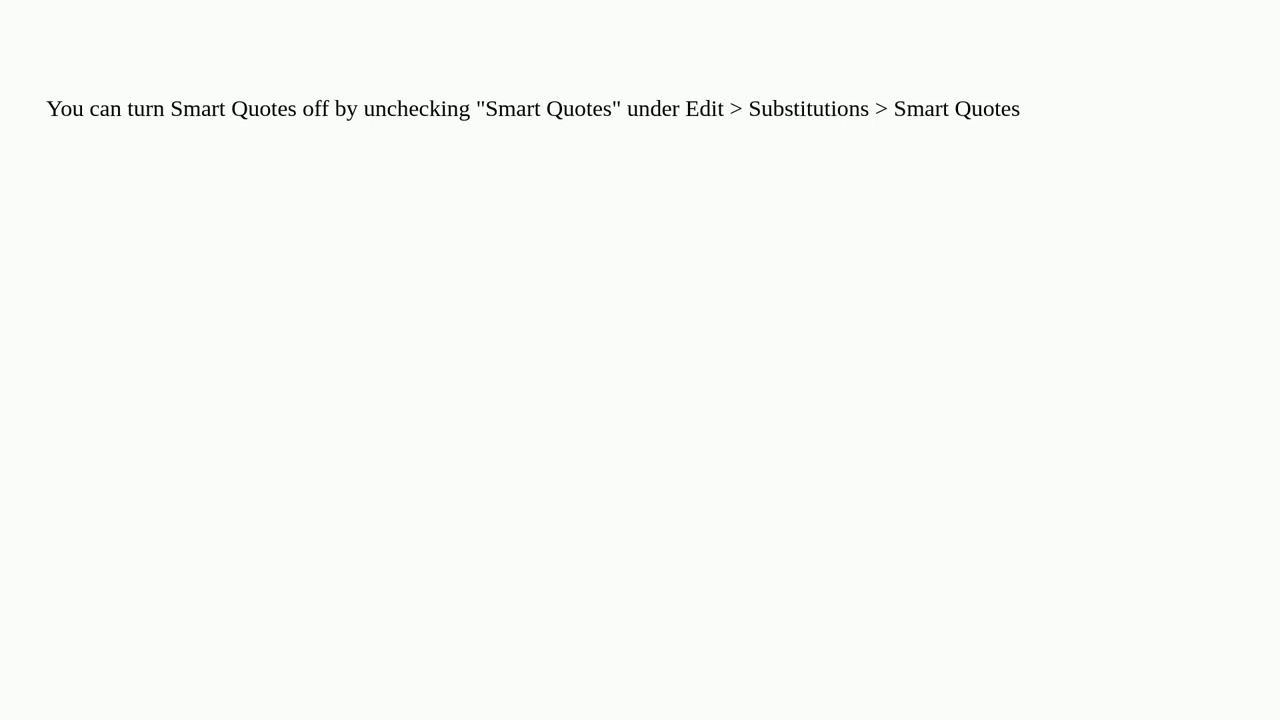 You can turn Smart Quotes off by unchecking "Smart Quotes" under Edit > Substitutions > Smart Quotes